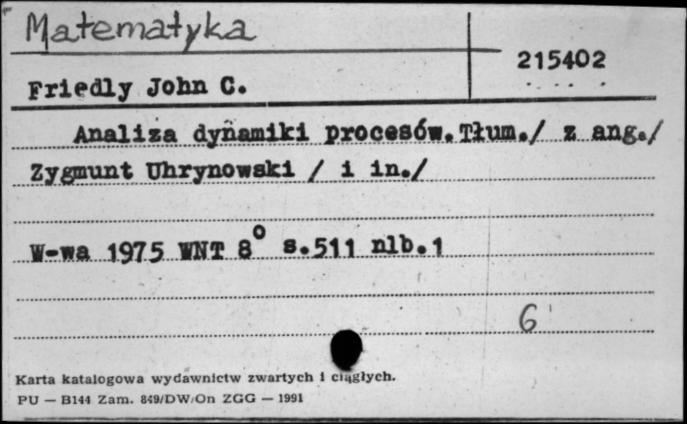 Matematyka
215402
Friedly John C.
Analiza dynamiki procesów. Tłum./ z ang./
Zygmunt Uhrynowski / i in./
W-wa 1975 WNT 8° s.511 nlb.1
6
Karta katalogowa wydawnictw zwartych i ciągłych.
PU — B144 Zam. 849/DW/On ZGG — 1991